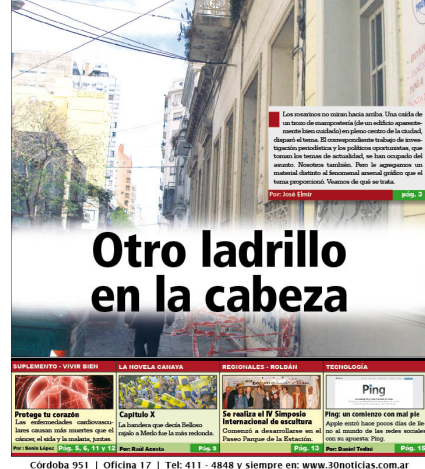 Los rosarinos no miran hacia arriba. Una caída de
un trozo de mampostería (de un edificio aparente-
mente bien cuidado) en pleno centro de la ciudad,
disparó el tema. El correspondiente trabajo de inves-
tigación periodística y los políticos oportunistas, que
toman los temas de actualidad, se han ocupado del
asunto. Nosotros también. Pero le agregamos un
material distinto al fenomenal arsenal gráfico que el
tema proporcionó. Veamos de qué se trata.
Por: José Elmir pág. 3
Otro ladrillo
en la cabeza
SUPLEMENTO - VIVIR BIEN
Protege tu corazón
Las enfermedades cardiovascu-
lares causan más muertes que el
cáncer, el sida y la malaria, juntas.
Por: Sonia López Pág. 5, 6, 11 y 12
LA NOVELA CANAYA
Capítulo X
La bandera que decía Belloso
rajalo a Merlo fue la más redonda.
Por: Raúl Acosta Pág. 9
REGIONALES - ROLDÁN
Se realiza el IV Simposio
Internacional de escultura
Comenzó a desarrollarse en el
Paseo Parque de la Estación.
Pág. 13
TECNOLOGÍA
Ping
Ping: un comienzo con mal pie
Apple entró hace pocos días de lle-
no al mundo de las redes sociales
con su apuesta: Ping.
Por: Daniel Tedini Pág. 15
Córdoba 951 | Oficina 17 | Tel: 411 - 4848 y siempre en: www.30noticias.com.ar